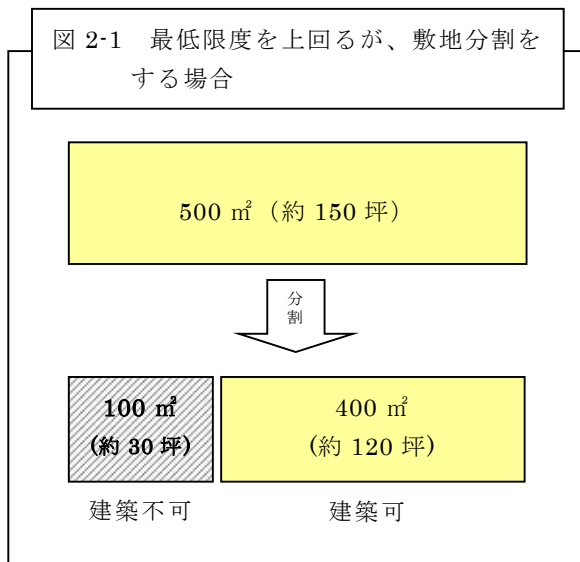 図 2-1 最低限度を上回るが、敷地分割を
する場合
500 ㎡（約 150 坪）
分
割
100 ㎡
(約 30 坪)
400 ㎡
(約 120 坪)
建築不可
建築可